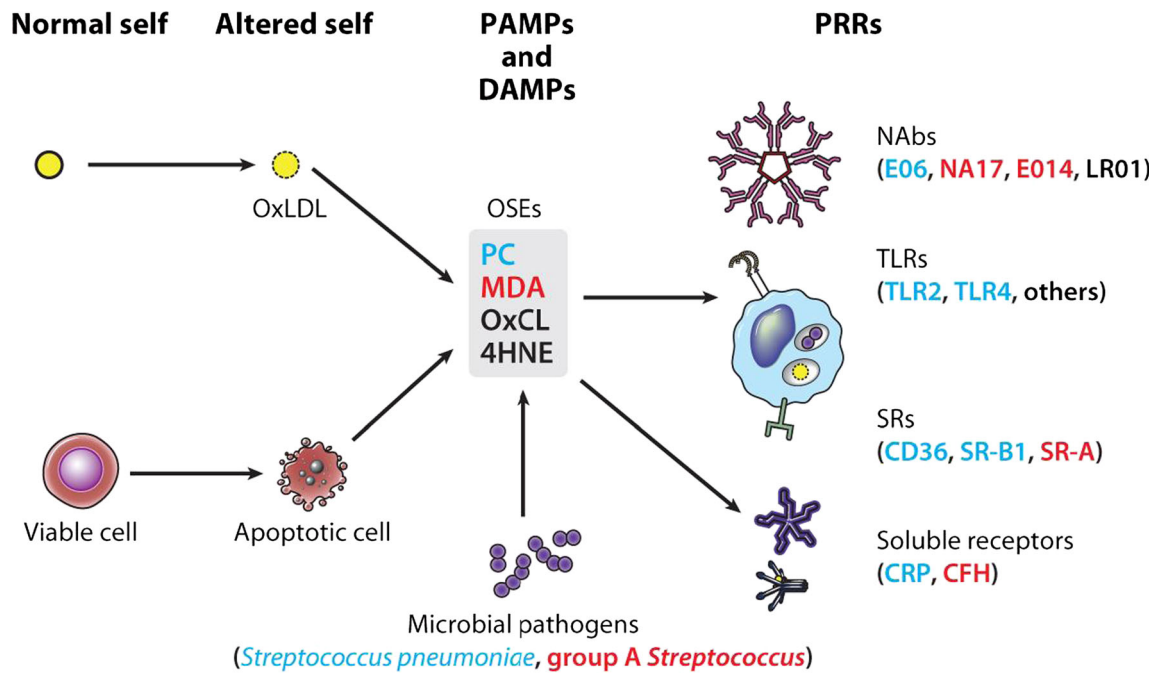 Normal self
Altered self
PAMPs
and
DAMPs
PRRs
OxLDL
OSEs
PC
MDA
OxCL
4HNE
NAbs
(E06, NA17, E014, LR01)
TLRs
(TLR2, TLR4, others)
SRs
(CD36, SR-B1, SR-A)
Viable cell
Apoptotic cell
Soluble receptors
(CRP, CFH)
Microbial pathogens
(Streptococcus pneumoniae, group A Streptococcus)